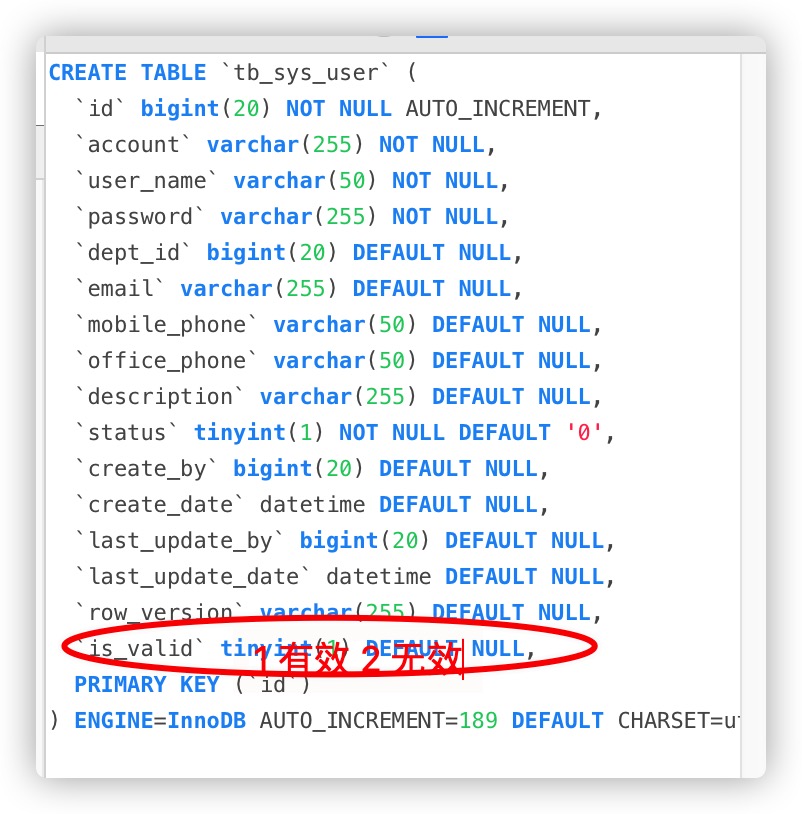 CREATE TABLE `tb_sys_user` (
`id` bigint(20) NOT NULL AUTO_INCREMENT,
`account` varchar(255) NOT NULL,
`user_name` varchar(50) NOT NULL,
`password` varchar(255) NOT NULL,
`dept_id` bigint(20) DEFAULT NULL,
`email` varchar(255) DEFAULT NULL,
`mobile_phone` varchar(50) DEFAULT NULL,
`office_phone` varchar(50) DEFAULT NULL,
`description` varchar(255) DEFAULT NULL,
`status` tinyint(1) NOT NULL DEFAULT '0',
`create_by` bigint(20) DEFAULT NULL,
`create_date` datetime DEFAULT NULL,
`last_update_by` bigint(20) DEFAULT NULL,
`last_update_date` datetime DEFAULT NULL,
`row_version` varchar(255) DEFAULT NULL,
`is_valid` tinyint(1) DEFAULT NULL,
1 有效 2 无效
PRIMARY KEY (`id`)
) ENGINE=InnoDB AUTO_INCREMENT=189 DEFAULT CHARSET=u